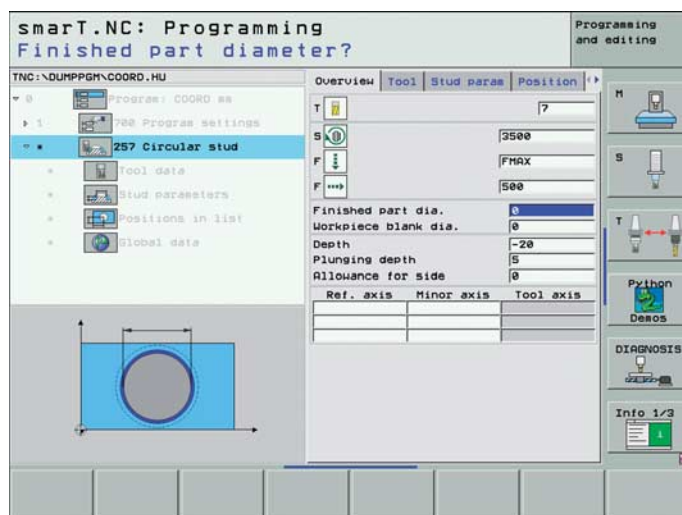 smarT.NC: Programming
Finished part diameter?
Programming
and editing
TNC:\DUMPPGM\COORD.HU
0 Program: COORD mm
1 700 Program settings
257 Circular stud
Tool data
Stud parameters
Positions in list
Global data
Overview Tool Stud param Position
T 7
S 3500
F FMAX
F 500
Finished part dia. 0
Workpiece blank dia. 0
Depth -20
Plunging depth 5
Allowance for side 0
Ref. axis Minor axis Tool axis
M
S
T
Python
Demos
DIAGNOSIS
Info 1/3